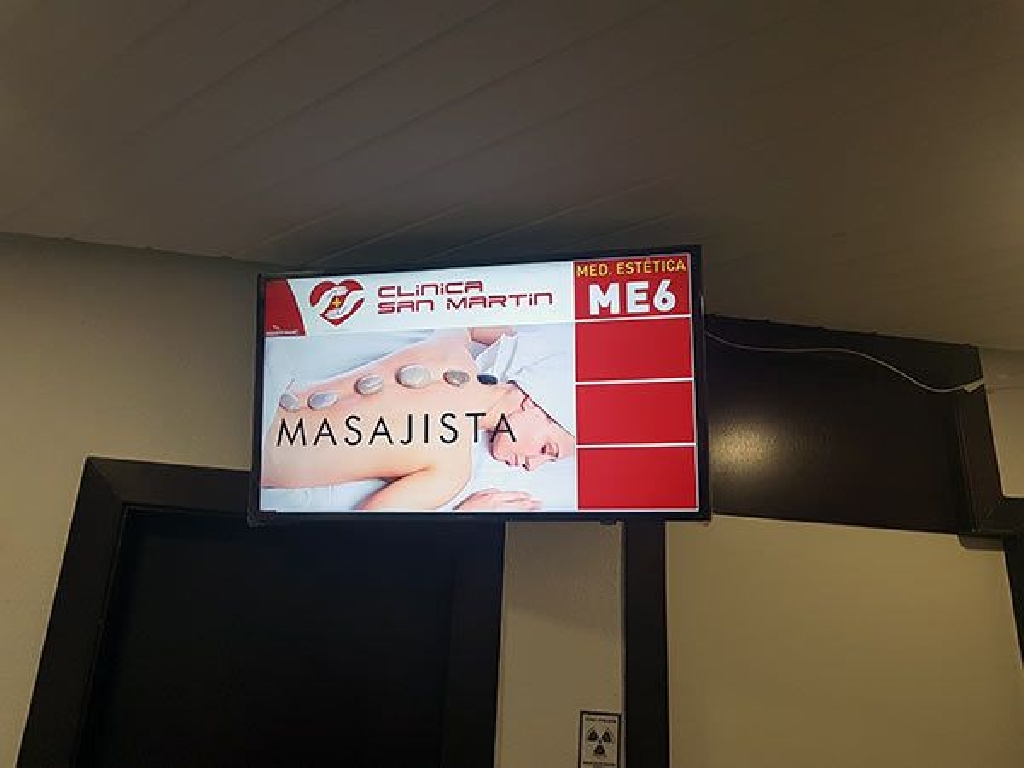 CLINICA
SAN MARTIN
MED. ESTÉTICA
ME6
MASAJISTA